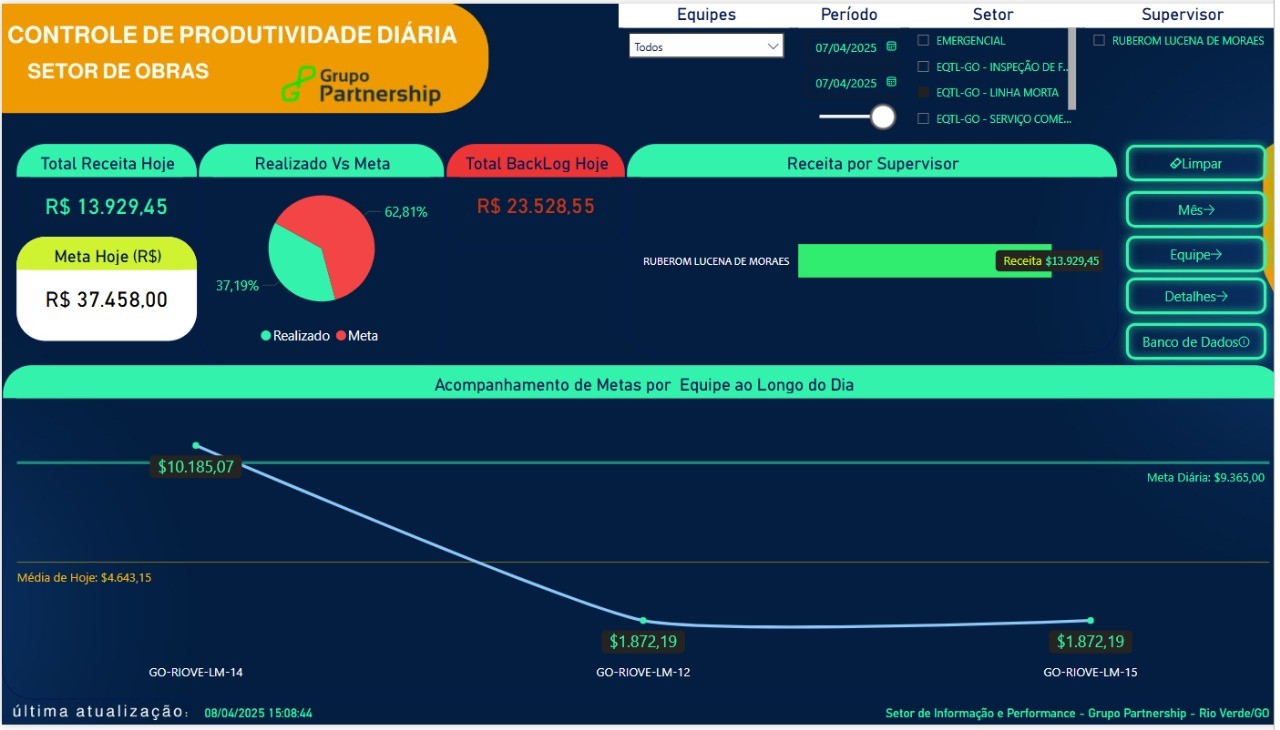 CONTROLE DE PRODUTIVIDADE DIÁRIA
SETOR DE OBRAS
Grupo
Partnership
Equipes
Todos
Período
07/04/2025
07/04/2025
Setor
EMERGENCIAL
EQTL-GO - INSPEÇÃO DE F...
EQTL-GO - LINHA MORTA
EQTL-GO - SERVIÇO COME...
Supervisor
RUBEROM LUCENA DE MORAES
Total Receita Hoje
R$ 13.929,45
Meta Hoje (R$)
R$ 37.458,00
Realizado Vs Meta
62,81%
37,19%
Realizado Meta
Total BackLog Hoje
R$ 23.528,55
Receita por Supervisor
RUBEROM LUCENA DE MORAES
Receita $13.929,45
Limpar
Mês
Equipe
Detalhes
Banco de Dados
Acompanhamento de Metas por Equipe ao Longo do Dia
$10.185,07
Meta Diária: $9.365,00
Média de Hoje: $4.643,15
$1.872,19
$1.872,19
GO-RIOVE-LM-14
GO-RIOVE-LM-12
GO-RIOVE-LM-15
última atualização: 08/04/2025 15:08:44
Setor de Informação e Performance - Grupo Partnership - Rio Verde/GO